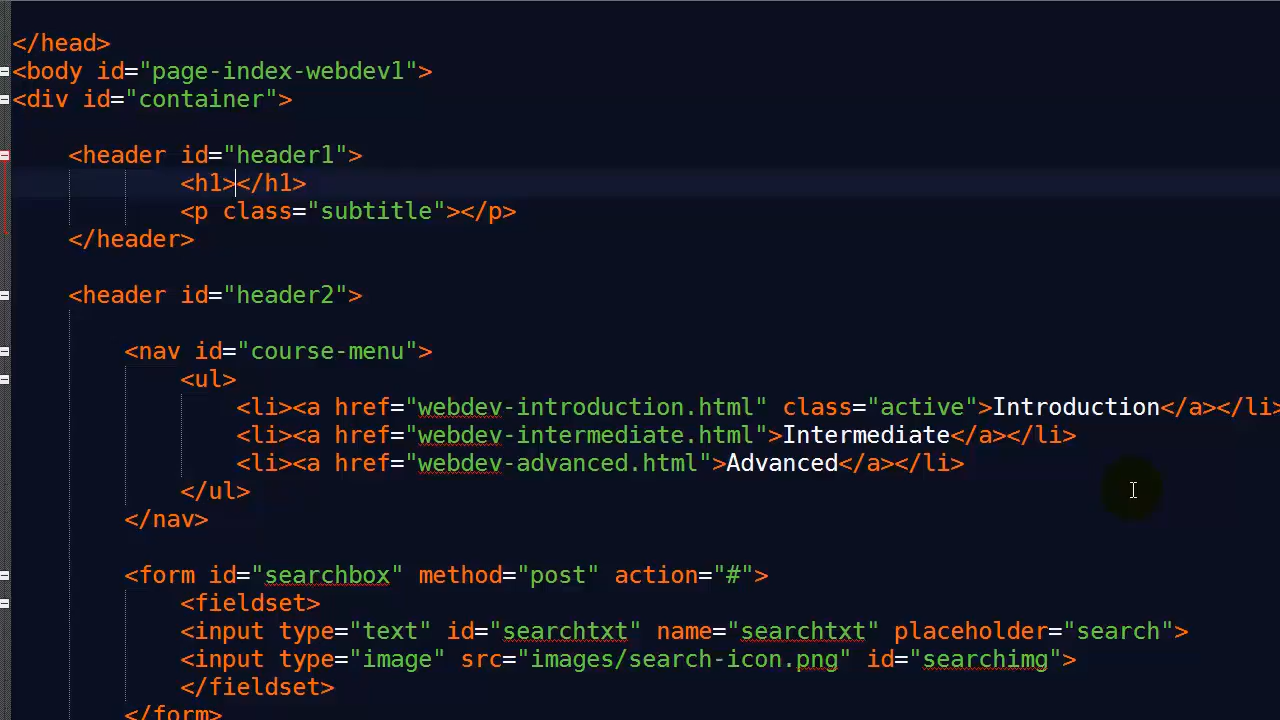 </head>
<body id="page-index-webdev1">
<div id="container">
<header id="header1">
<h1></h1>
<p class="subtitle"></p>
</header>
<header id="header2">
<nav id="course-menu">
<ul>
<li><a href="webdev-introduction.html" class="active">Introduction</a></li>
<li><a href="webdev-intermediate.html">Intermediate</a></li>
<li><a href="webdev-advanced.html">Advanced</a></li>
</ul>
</nav>
<form id="searchbox" method="post" action="#">
<fieldset>
<input type="text" id="searchtxt" name="searchtxt" placeholder="search">
<input type="image" src="images/search-icon.png" id="searchimg">
</fieldset>
</form>